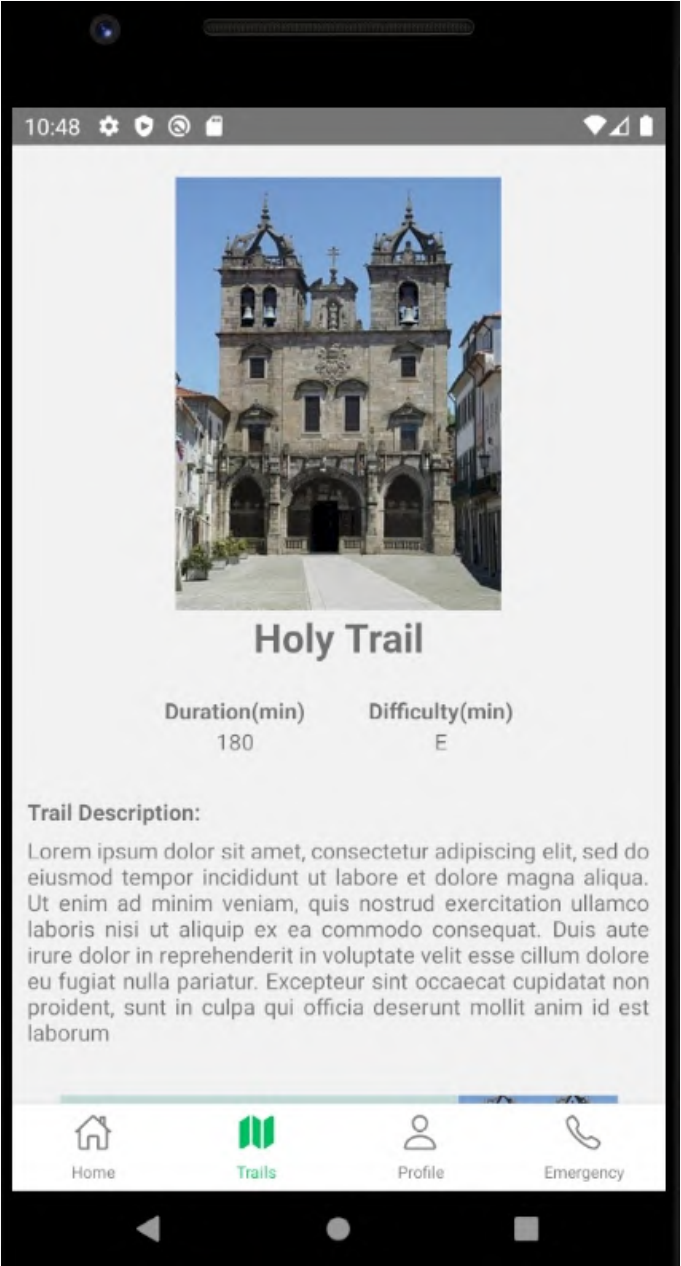 10:48
Holy Trail
Duration(min) Difficulty(min)
180 E
Trail Description:
Lorem ipsum dolor sit amet, consectetur adipiscing elit, sed do
eiusmod tempor incididunt ut labore et dolore magna aliqua.
Ut enim ad minim veniam, quis nostrud exercitation ullamco
laboris nisi ut aliquip ex ea commodo consequat. Duis aute
irure dolor in reprehenderit in voluptate velit esse cillum dolore
eu fugiat nulla pariatur. Excepteur sint occaecat cupidatat non
proident, sunt in culpa qui officia deserunt mollit anim id est
laborum
Home Trails Profile Emergency